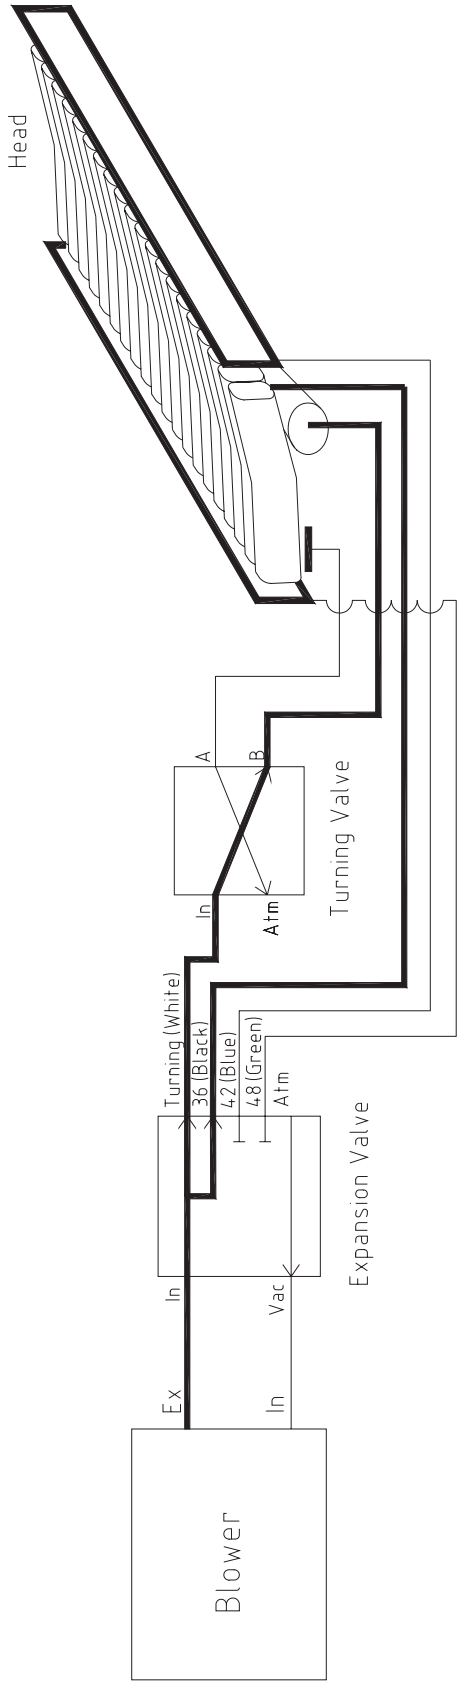 Head
A
B
In
Atm
Turning Valve
Turning (White)
36 (Black)
42 (Blue)
48 (Green)
Atm
In
Vac
Expansion Valve
Ex
In
Blower